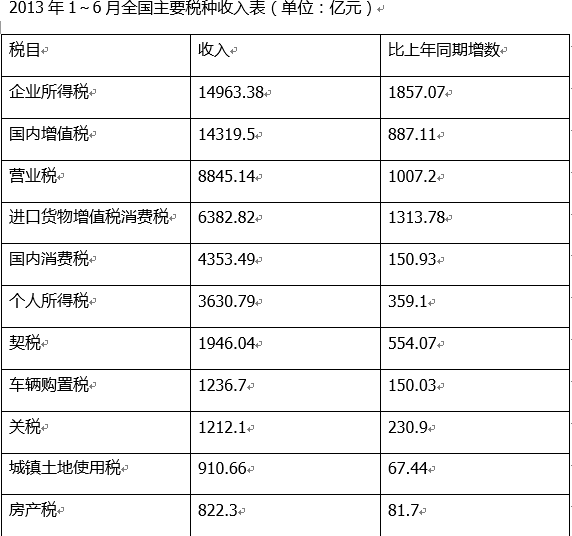 2013年1～6月全国主要税种收入表（单位：亿元）
税目 收入 比上年同期增数
企业所得税 14963.38 1857.07
国内增值税 14319.5 887.11
营业税 8845.14 1007.2
进口货物增值税消费税 6382.82 1313.78
国内消费税 4353.49 150.93
个人所得税 3630.79 359.1
契税 1946.04 554.07
车辆购置税 1236.7 150.03
关税 1212.1 230.9
城镇土地使用税 910.66 67.44
房产税 822.3 81.7